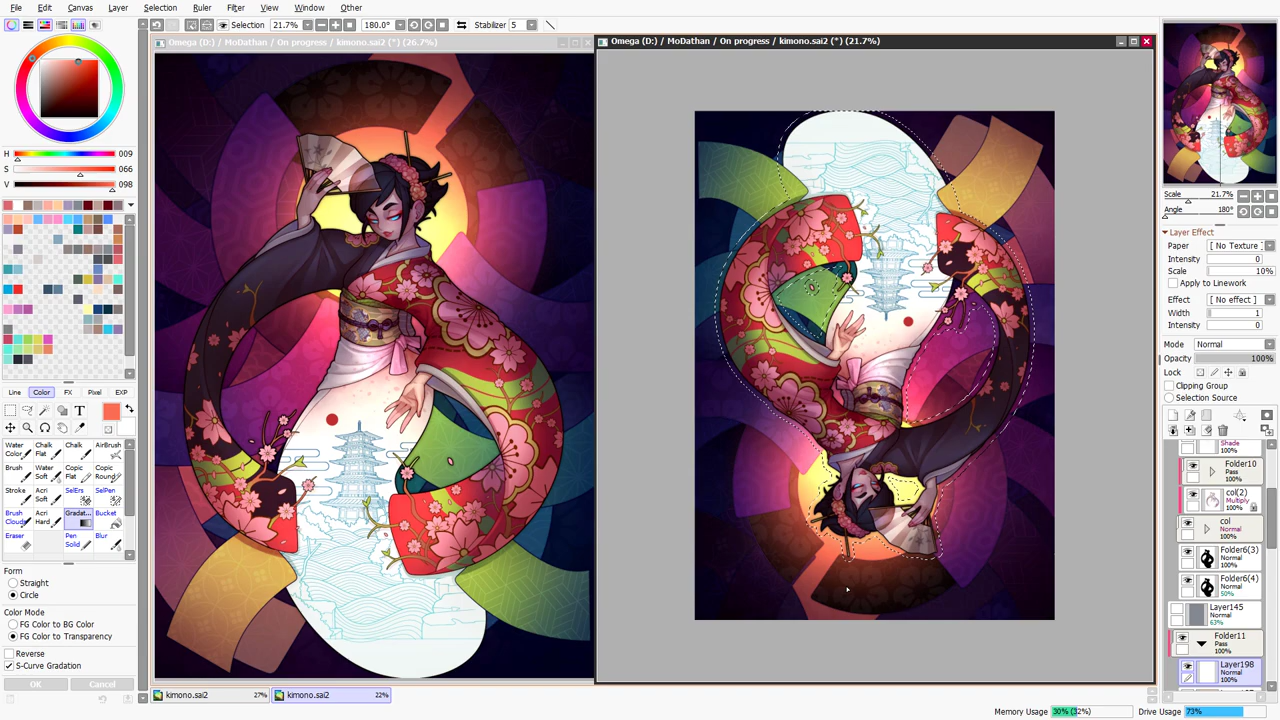 File Edit Canvas Layer Selection Ruler Filter View Window Other
Selection 21.7% 180.0° Stabilizer 5
Omega (D:) / MoDathan / On progress / kimono.sai2 (*) (26.7%)
Omega (D:) / MoDathan / On progress / kimono.sai2 (*) (21.7%)
H 009
S 066
V 098
Line Color FX Pixel EXP
Water Color Chalk Flat Chalk AirBrush
Brush Water Soft Copic Flat Copic Round
Stroke Acri Soft SelErs SelPen
Brush Cloudy Acri Hard Gradat... Bucket
Eraser Pen Solid Blur
Form
Straight
Circle
Color Mode
FG Color to BG Color
FG Color to Transparency
Reverse
S-Curve Gradation
OK Cancel
kimono.sai2 27% kimono.sai2 22%
Scale 21.7%
Angle 180°
Layer Effect
Paper [ No Texture ]
Intensity 0
Scale 10%
Apply to Linework
Effect [ No effect ]
Width 1
Intensity 0
Mode Normal
Opacity 100%
Lock
Clipping Group
Selection Source
Shade
100%
Folder10
Pass
100%
col(2)
Multiply
100%
col
Normal
100%
Folder6(3)
Normal
100%
Folder6(4)
50%
Layer145
Normal
63%
Folder11
Pass
100%
Layer198
Normal
100%
Memory Usage 30% (32%) Drive Usage 73%